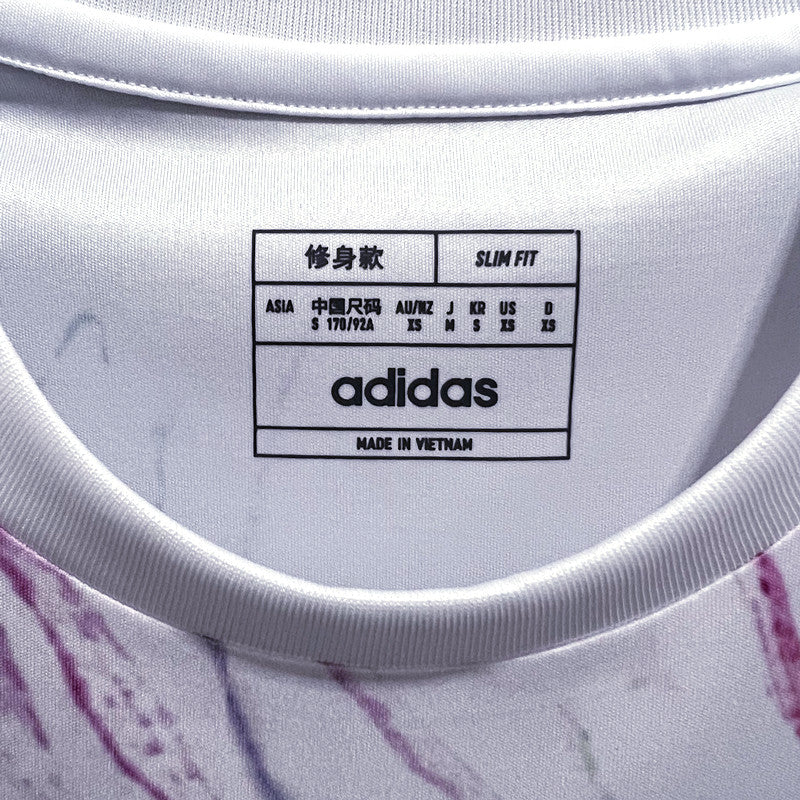 修身款 SLIM FIT
ASIA 中国尺码 AU/NZ J KR US D
S 170/92A XS M S XS XS
adidas
MADE IN VIETNAM